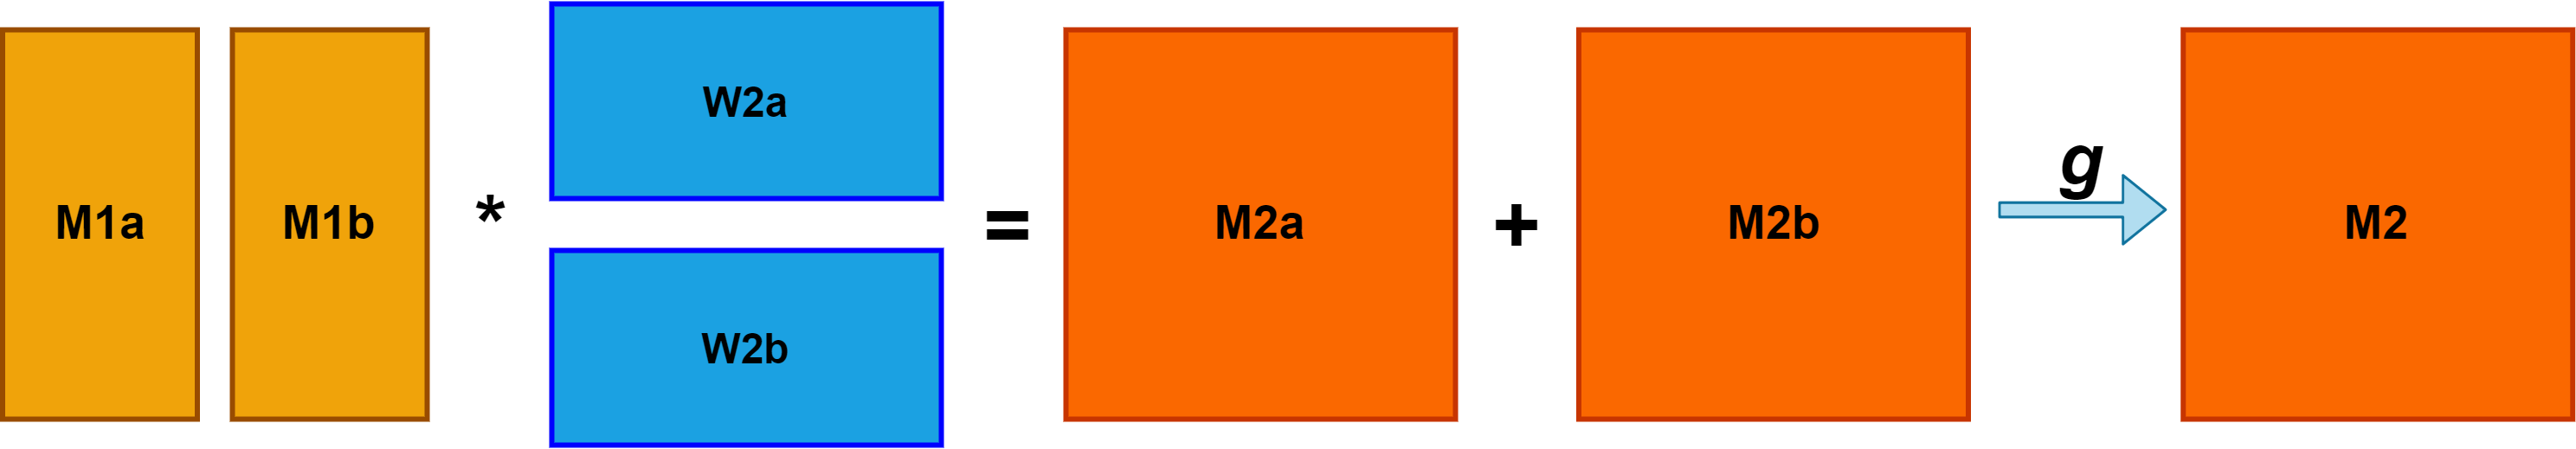 M1a M1b * W2a W2b = M2a + M2b g M2